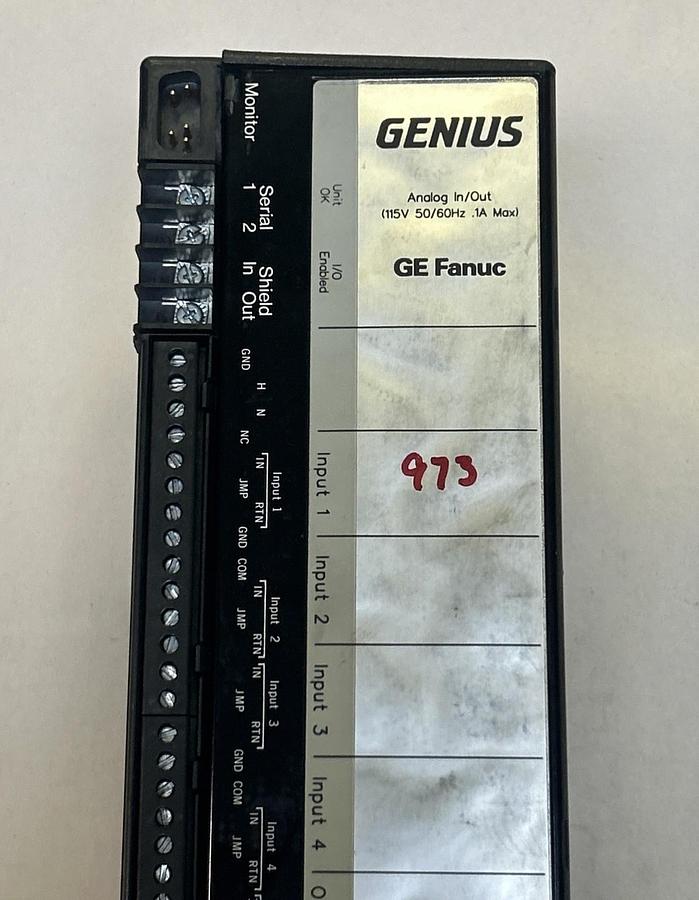 GENIUS
Analog In/Out
(115V 50/60Hz .1A Max)
GE Fanuc
973
Unit
OK
I/O
Enabled
Input 1
Input 2
Input 3
Input 4
O
Monitor
Serial
1 2
Shield
In Out
GND
H
N
NC
Input 1
IN
JMP
RTN
GND
COM
Input 2
IN
JMP
RTN
Input 3
IN
JMP
RTN
GND
COM
Input 4
IN
JMP
RTN